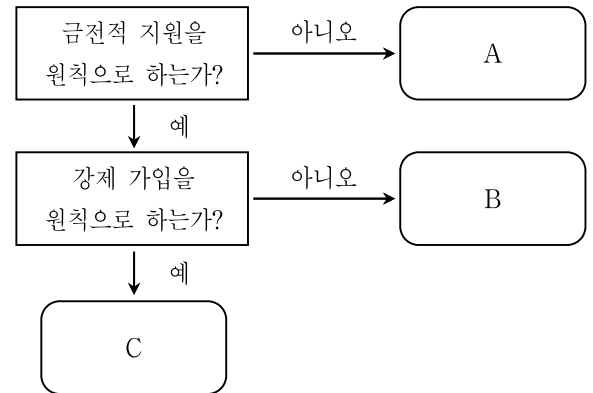 금전적 지원을
원칙으로 하는가?
아니오
A
예
강제 가입을
원칙으로 하는가?
아니오
B
예
C